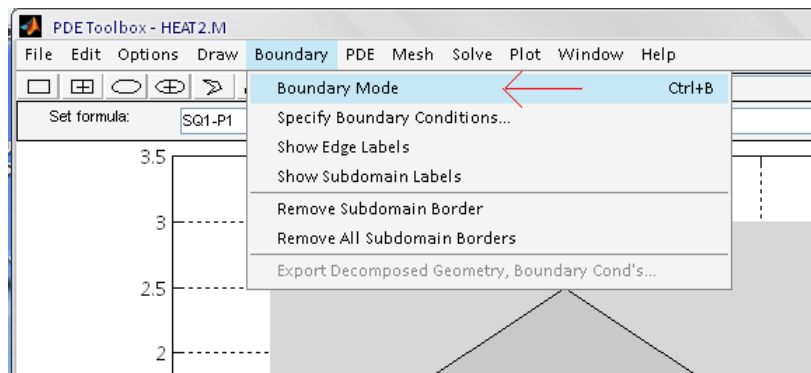 PDE Toolbox - HEAT2.M
File Edit Options Draw Boundary PDE Mesh Solve Plot Window Help
Boundary Mode Ctrl+B
Set formula: SQ1-P1
Specify Boundary Conditions...
Show Edge Labels
Show Subdomain Labels
Remove Subdomain Border
Remove All Subdomain Borders
Export Decomposed Geometry, Boundary Cond's...
3.5
3
2.5
2